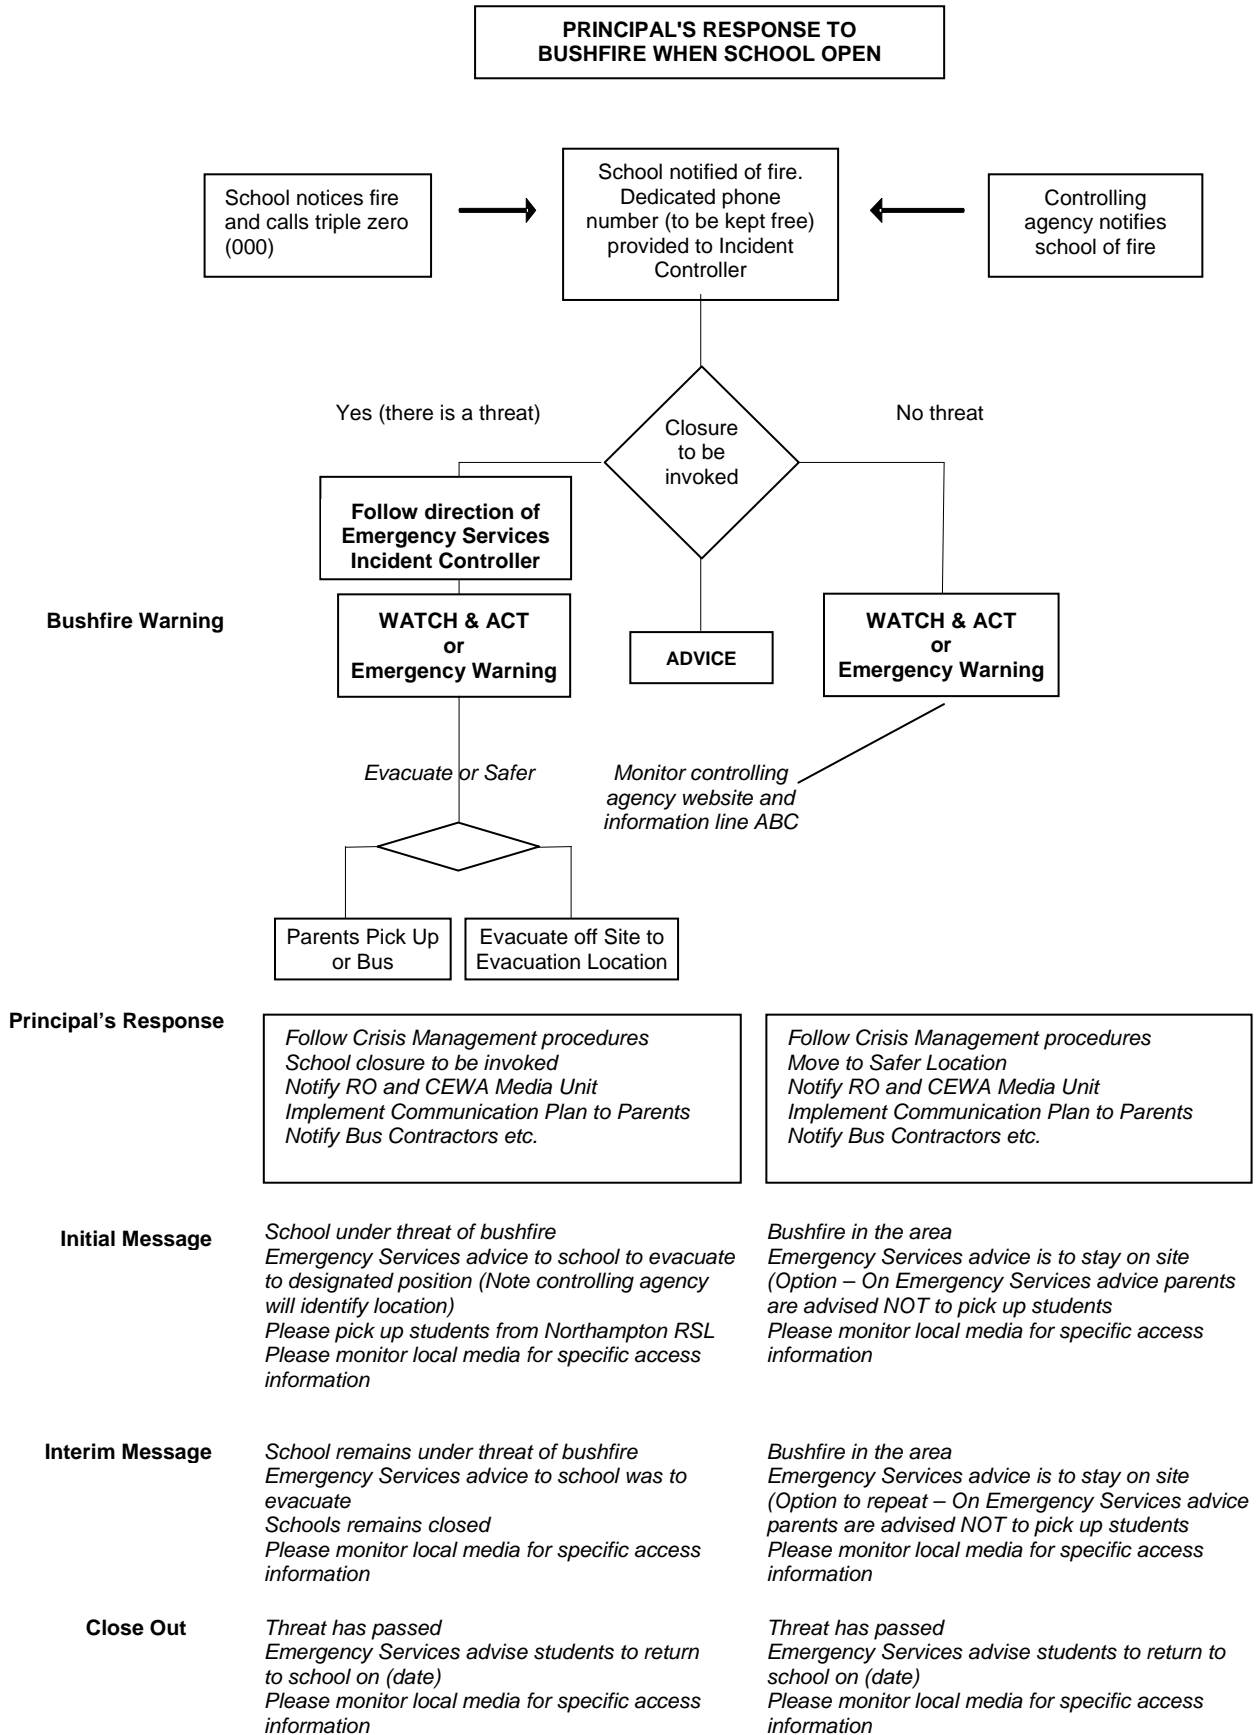 PRINCIPAL'S RESPONSE TO
BUSHFIRE WHEN SCHOOL OPEN
School notices fire
and calls triple zero
(000)
School notified of fire.
Dedicated phone
number (to be kept free)
provided to Incident
Controller
Controlling
agency notifies
school of fire
Yes (there is a threat)
Closure
to be
invoked
No threat
Follow direction of
Emergency Services
Incident Controller
Bushfire Warning
WATCH & ACT
or
Emergency Warning
ADVICE
WATCH & ACT
or
Emergency Warning
Evacuate or Safer
Monitor controlling
agency website and
information line ABC
Parents Pick Up
or Bus
Evacuate off Site to
Evacuation Location
Principal’s Response
Follow Crisis Management procedures
School closure to be invoked
Notify RO and CEWA Media Unit
Implement Communication Plan to Parents
Notify Bus Contractors etc.
Follow Crisis Management procedures
Move to Safer Location
Notify RO and CEWA Media Unit
Implement Communication Plan to Parents
Notify Bus Contractors etc.
Initial Message
School under threat of bushfire
Emergency Services advice to school to evacuate
to designated position (Note controlling agency
will identify location)
Please pick up students from Northampton RSL
Please monitor local media for specific access
information
Bushfire in the area
Emergency Services advice is to stay on site
(Option – On Emergency Services advice parents
are advised NOT to pick up students
Please monitor local media for specific access
information
Interim Message
School remains under threat of bushfire
Emergency Services advice to school was to
evacuate
Schools remains closed
Please monitor local media for specific access
information
Bushfire in the area
Emergency Services advice is to stay on site
(Option to repeat – On Emergency Services advice
parents are advised NOT to pick up students
Please monitor local media for specific access
information
Close Out
Threat has passed
Emergency Services advise students to return
to school on (date)
Please monitor local media for specific access
information
Threat has passed
Emergency Services advise students to return to
school on (date)
Please monitor local media for specific access
information